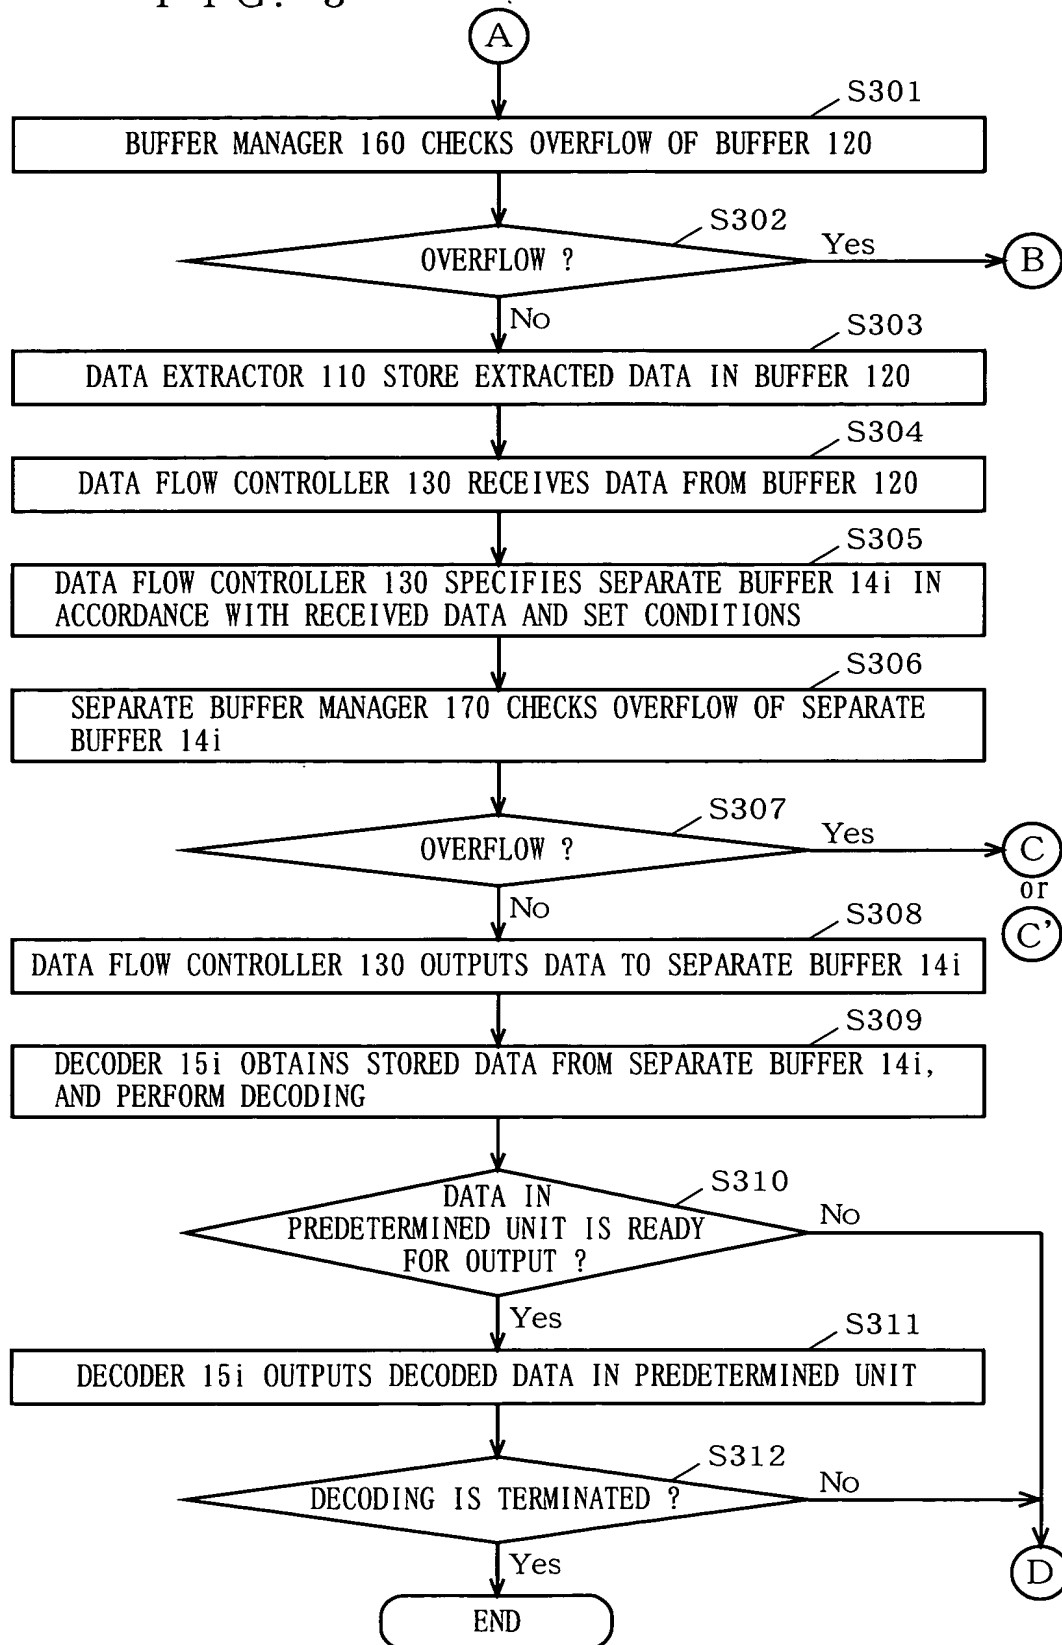 A
S301
BUFFER MANAGER 160 CHECKS OVERFLOW OF BUFFER 120
S302
OVERFLOW ?
Yes
B
No
S303
DATA EXTRACTOR 110 STORE EXTRACTED DATA IN BUFFER 120
S304
DATA FLOW CONTROLLER 130 RECEIVES DATA FROM BUFFER 120
S305
DATA FLOW CONTROLLER 130 SPECIFIES SEPARATE BUFFER 14i IN
ACCORDANCE WITH RECEIVED DATA AND SET CONDITIONS
S306
SEPARATE BUFFER MANAGER 170 CHECKS OVERFLOW OF SEPARATE
BUFFER 14i
S307
OVERFLOW ?
Yes
C
or
C'
No
S308
DATA FLOW CONTROLLER 130 OUTPUTS DATA TO SEPARATE BUFFER 14i
S309
DECODER 15i OBTAINS STORED DATA FROM SEPARATE BUFFER 14i,
AND PERFORM DECODING
S310
DATA IN
PREDETERMINED UNIT IS READY
FOR OUTPUT ?
No
Yes
S311
DECODER 15i OUTPUTS DECODED DATA IN PREDETERMINED UNIT
S312
DECODING IS TERMINATED ?
No
Yes
D
END